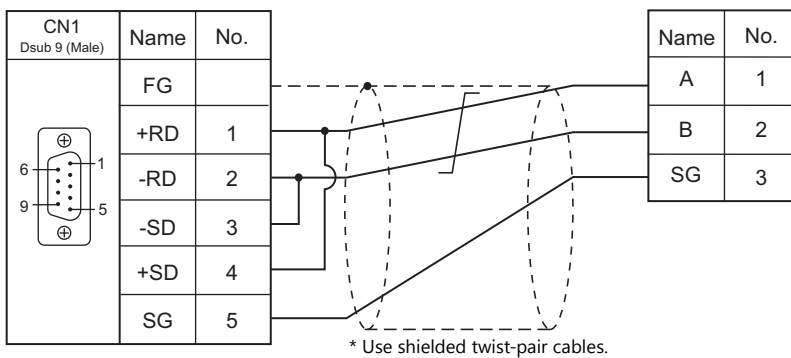 CN1
Dsub 9 (Male)
Name No.
FG
+RD 1
-RD 2
-SD 3
+SD 4
SG 5
6 1
9 5
Name No.
A 1
B 2
SG 3
* Use shielded twist-pair cables.